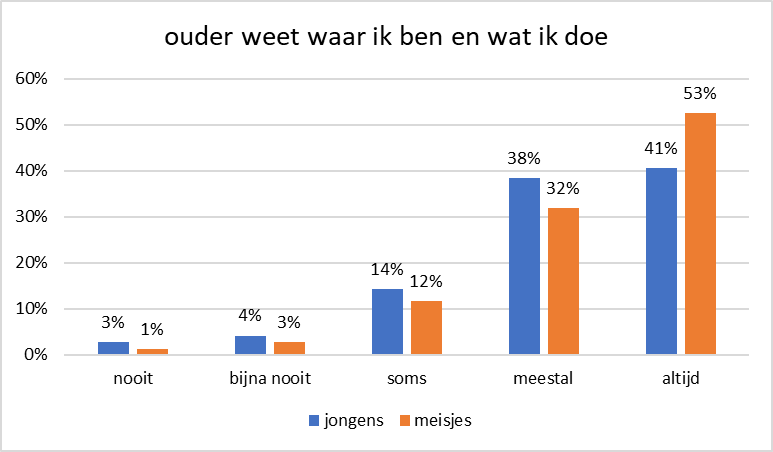 ouder weet waar ik ben en wat ik doe
60%
50%
40%
30%
20%
10%
0%
3%
1%
4%
3%
14%
12%
38%
32%
41%
53%
nooit
bijna nooit
soms
meestal
altijd
jongens
meisjes